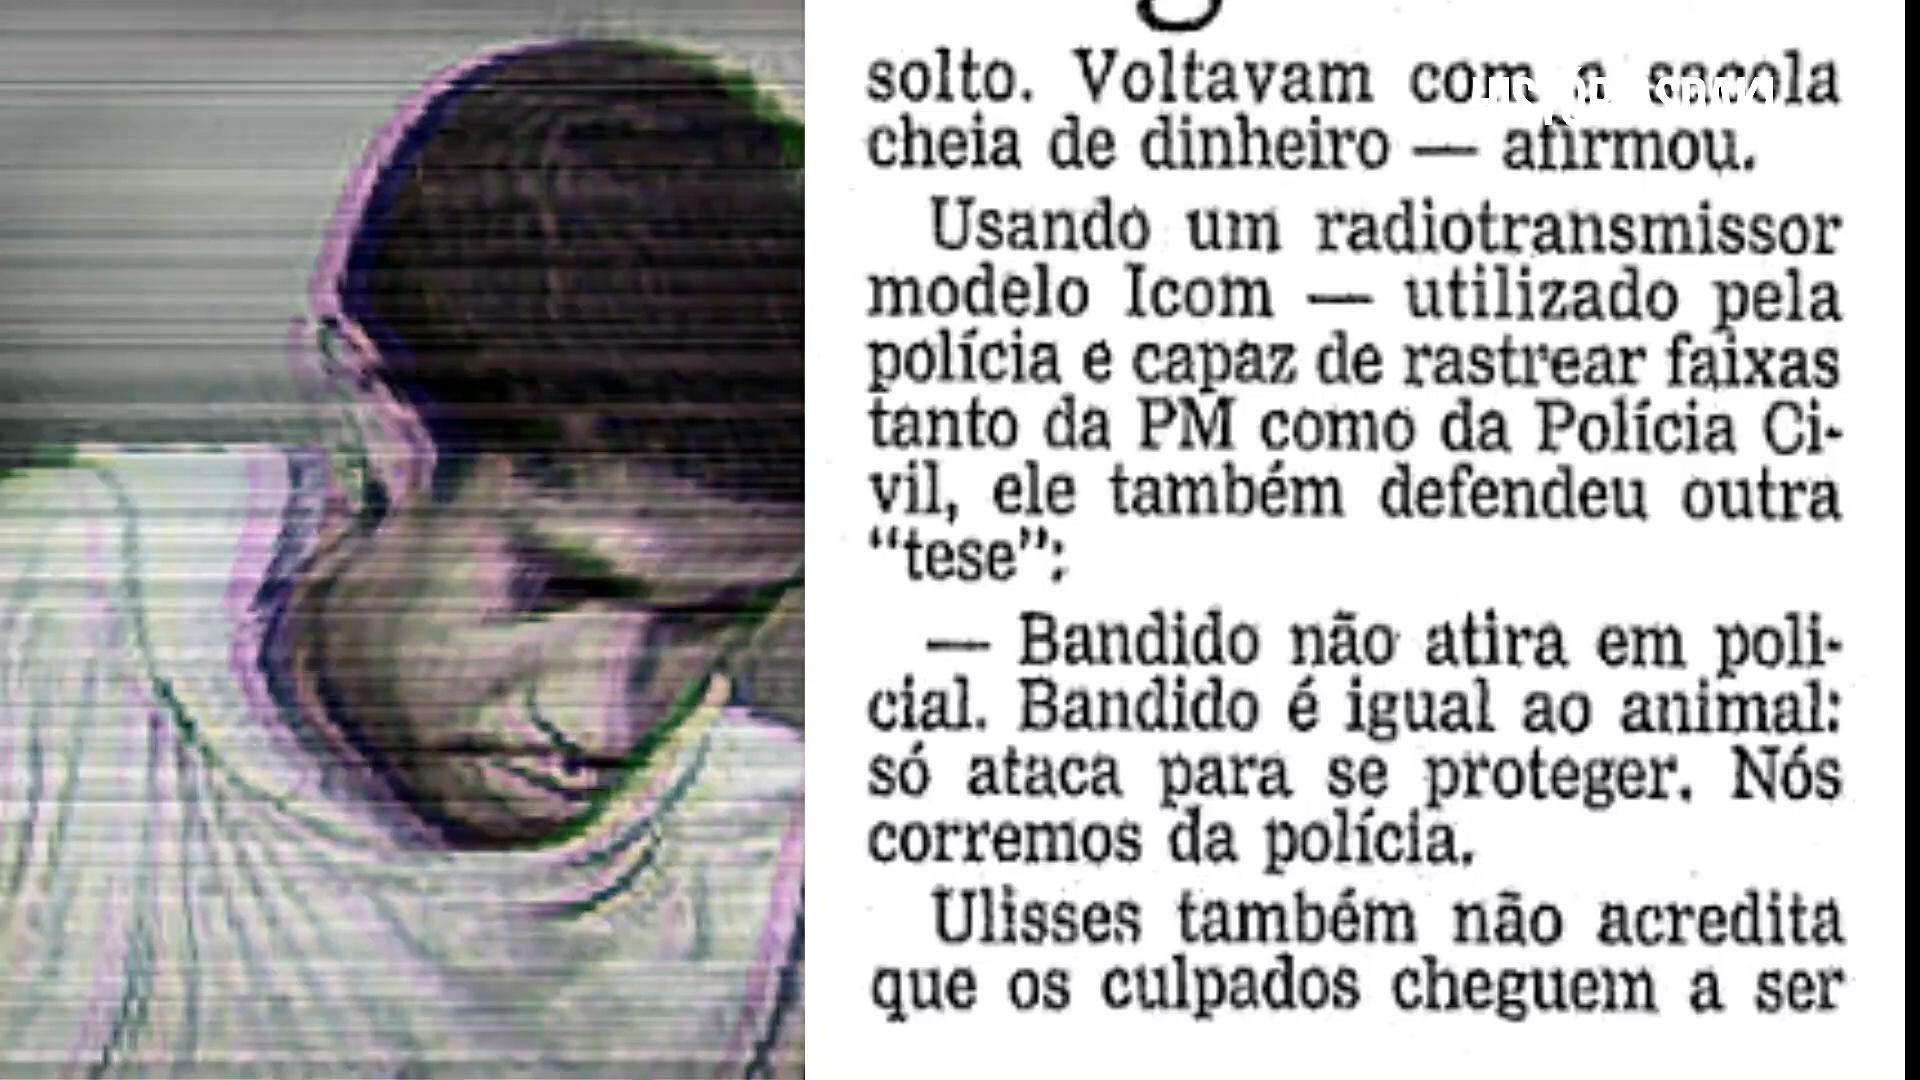 solto. Voltavam com a sacola
cheia de dinheiro — afirmou.
Usando um radiotransmissor
modelo Icom — utilizado pela
polícia e capaz de rastrear faixas
tanto da PM como da Polícia Ci-
vil, ele também defendeu outra
“tese”:
— Bandido não atira em poli-
cial. Bandido é igual ao animal:
só ataca para se proteger. Nós
corremos da polícia.
Ulisses também não acredita
que os culpados cheguem a ser